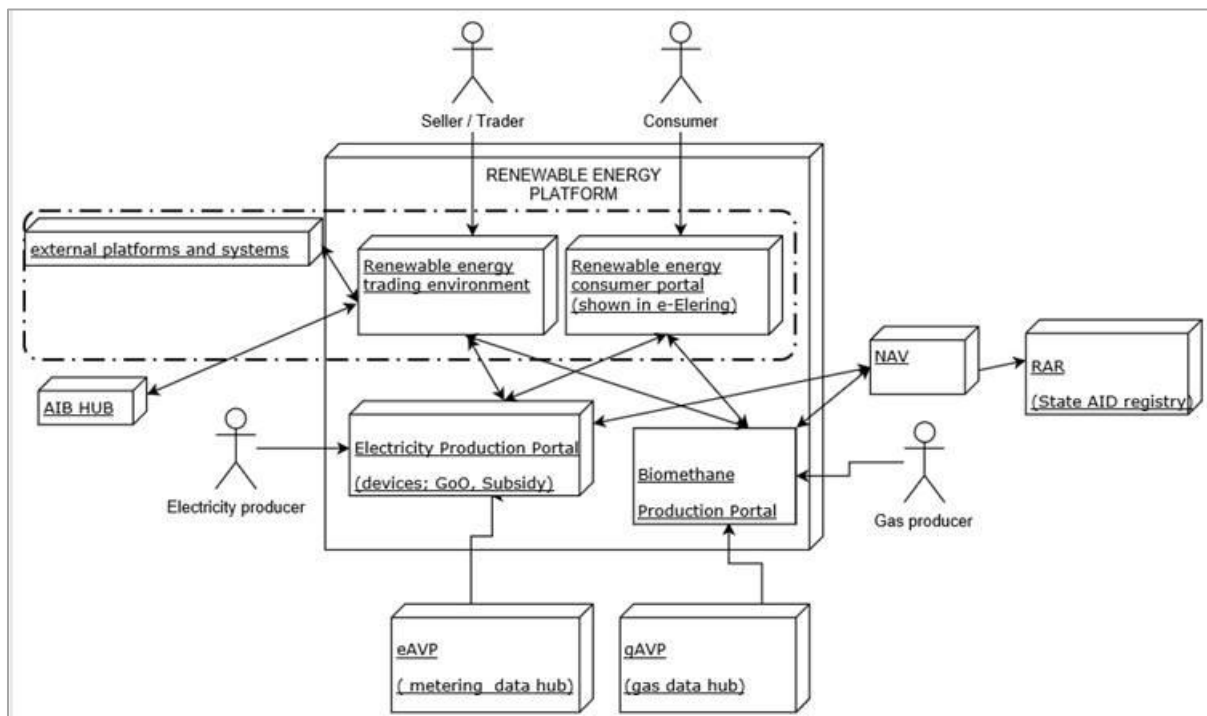 Seller / Trader
Consumer
RENEWABLE ENERGY
PLATFORM
external platforms and systems
Renewable energy
trading environment
Renewable energy
consumer portal
(shown in e-Elering)
NAV
RAR
(State AID registry)
AIB HUB
Electricity Production Portal
(devices; GoO, Subsidy)
Biomethane
Production Portal
Electricity producer
Gas producer
eAVP
( metering data hub)
gAVP
(gas data hub)